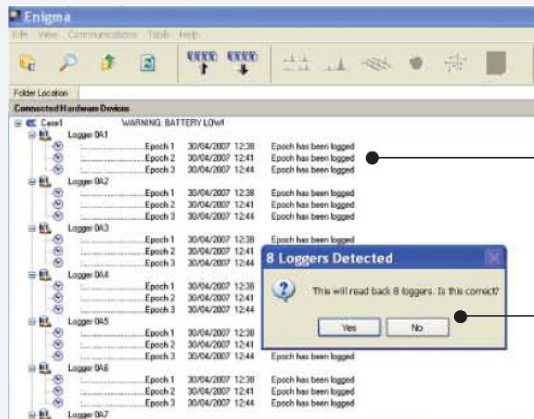 Enigma
File View Communications Tools Help
Folder Location
Connected Hardware Devices
Case1 WARNING: BATTERY LOW!
Logger 0A1
Epoch 1 30/04/2007 12:38 Epoch has been logged
Epoch 2 30/04/2007 12:41 Epoch has been logged
Epoch 3 30/04/2007 12:44 Epoch has been logged
Logger 0A2
Epoch 1 30/04/2007 12:38 Epoch has been logged
Epoch 2 30/04/2007 12:41 Epoch has been logged
Epoch 3 30/04/2007 12:44 Epoch has been logged
Logger 0A3
Epoch 1 30/04/2007 12:38 Epoch has been logged
Epoch 2 30/04/2007 12:41
Epoch 3 30/04/2007 12:44
8 Loggers Detected
This will read back 8 loggers. Is this correct?
Yes No
Logger 0A4
Epoch 1 30/04/2007 12:38
Epoch 2 30/04/2007 12:41
Epoch 3 30/04/2007 12:44
Logger 0A5
Epoch 1 30/04/2007 12:38
Epoch 2 30/04/2007 12:41
Epoch 3 30/04/2007 12:44 Epoch has been logged
Logger 0A6
Epoch 1 30/04/2007 12:38 Epoch has been logged
Epoch 2 30/04/2007 12:41 Epoch has been logged
Epoch 3 30/04/2007 12:44 Epoch has been logged
Logger 0A7